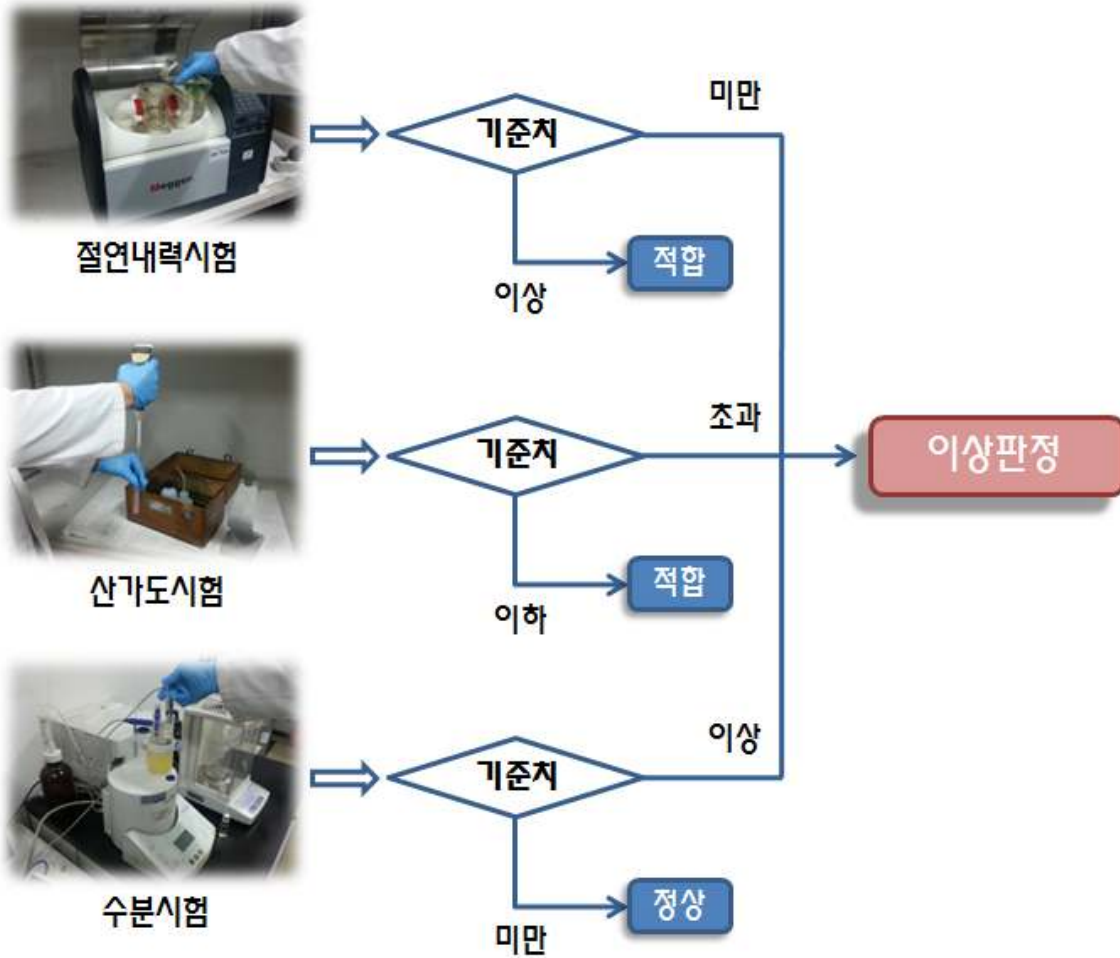 미만
기준치
Megger
절연내력시험
적합
이상
초과
기준치
이상판정
산가도시험
적합
이하
이상
기준치
수분시험
정상
미만